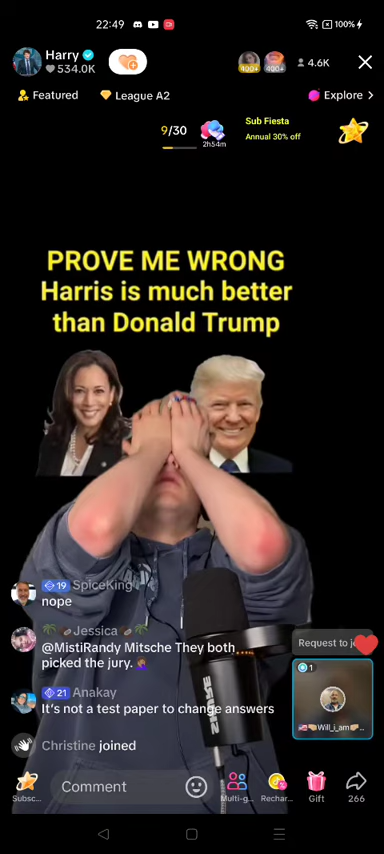 22:49
100%
Harry
534.0K
400+
400+
4.6K
Featured
League A2
Explore >
9/30
2h54m
Sub Fiesta
Annual 30% off
PROVE ME WRONG
Harris is much better
than Donald Trump
19 SpiceKing
nope
Jessica
@MistiRandy Mitsche They both
picked the jury.
21 Anakay
It's not a test paper to change answers
Christine joined
Request to j
1
Will_i_am
SHURE
Comment
Subsc...
Multi-g...
Rechar...
Gift
266